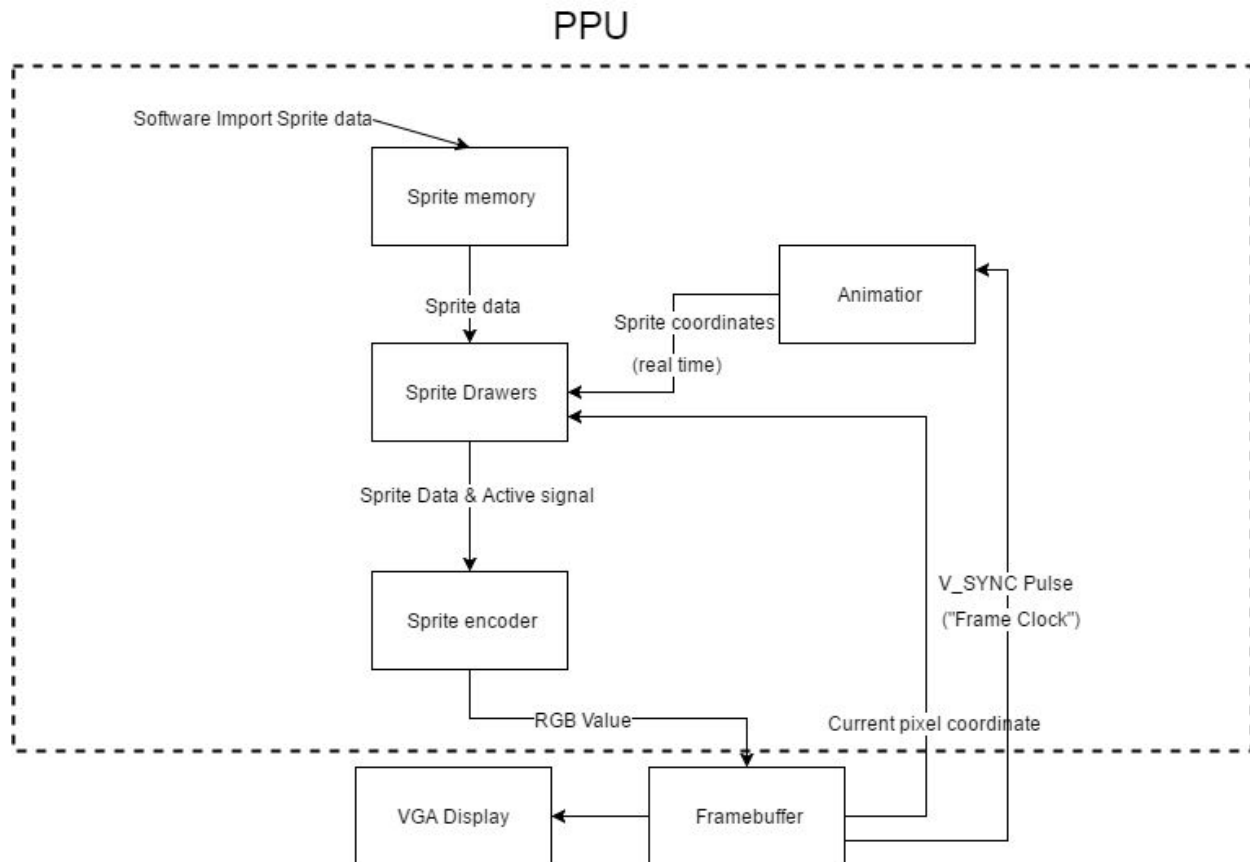 PPU
Software Import Sprite data
Sprite memory
Sprite data
Animatior
Sprite coordinates
(real time)
Sprite Drawers
Sprite Data & Active signal
V_SYNC Pulse
("Frame Clock")
Sprite encoder
RGB Value
Current pixel coordinate
VGA Display
Framebuffer